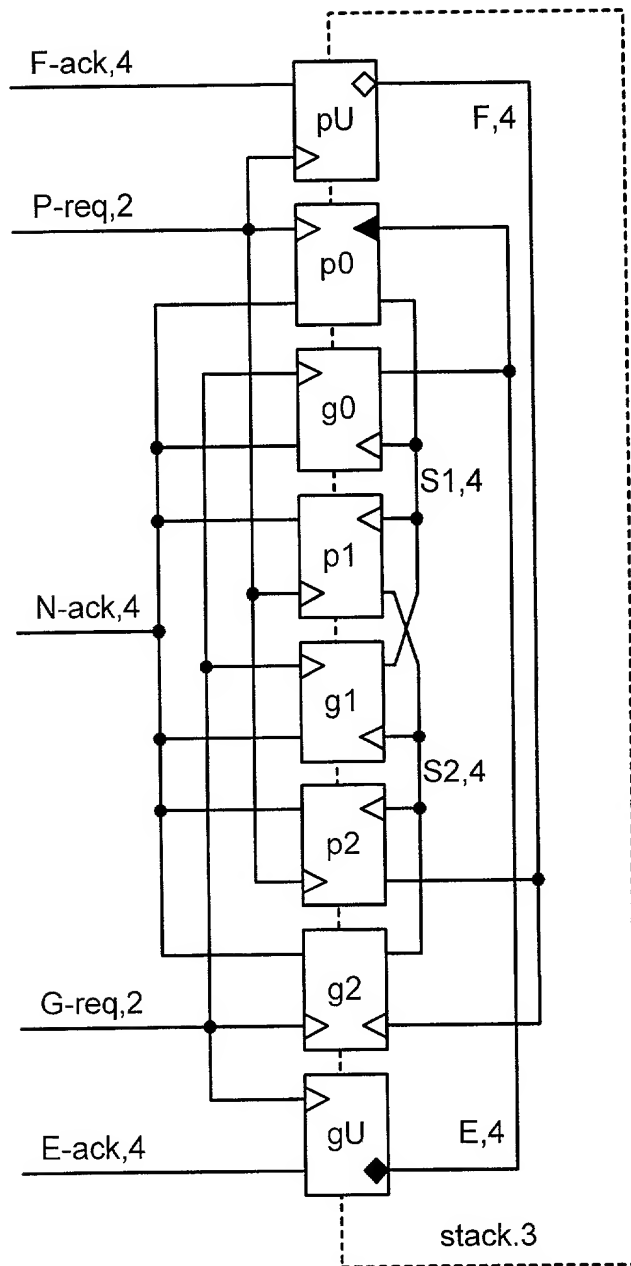 F-ack,4
pU
F,4
P-req,2
p0
g0
S1,4
p1
N-ack,4
g1
S2,4
p2
g2
G-req,2
gU
E,4
E-ack,4
stack.3